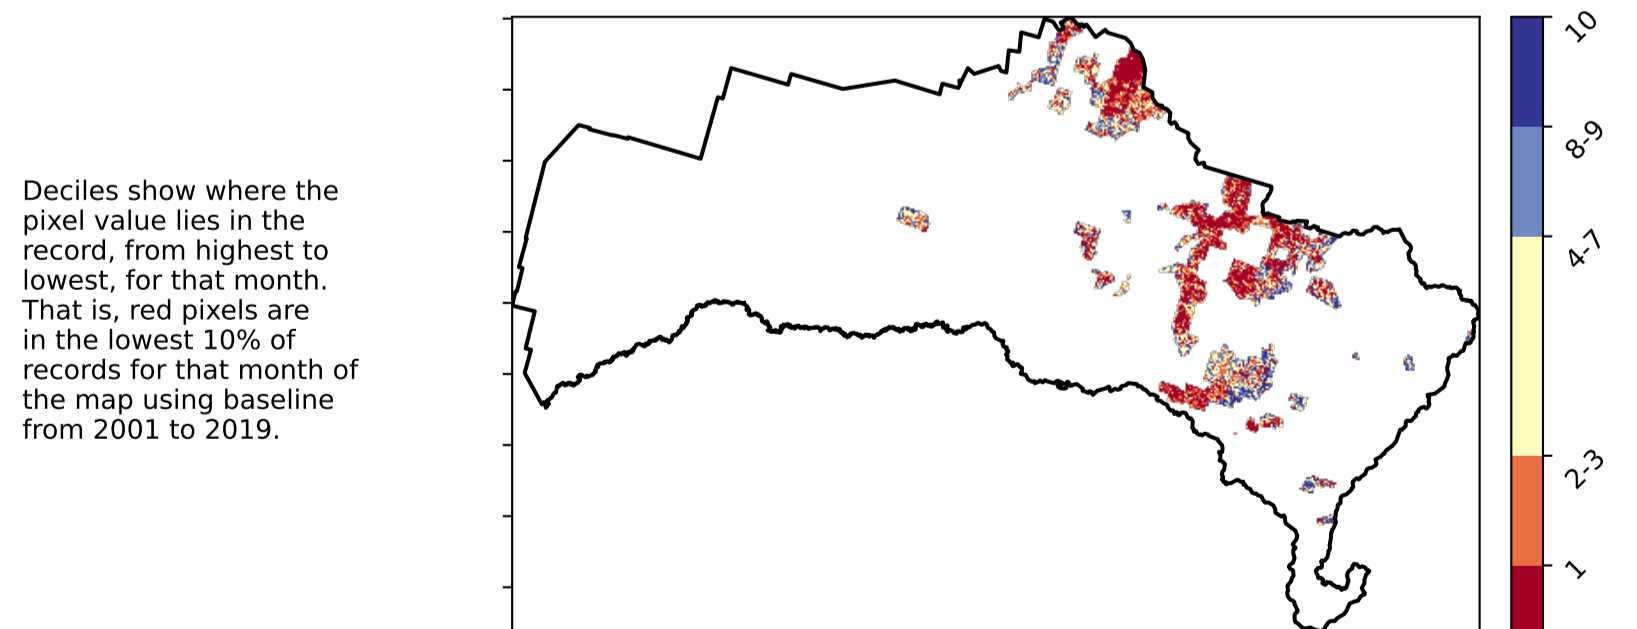 Deciles show where the
pixel value lies in the
record, from highest to
lowest, for that month.
That is, red pixels are
in the lowest 10% of
records for that month of
the map using baseline
from 2001 to 2019.
10
8-9
4-7
2-3
1